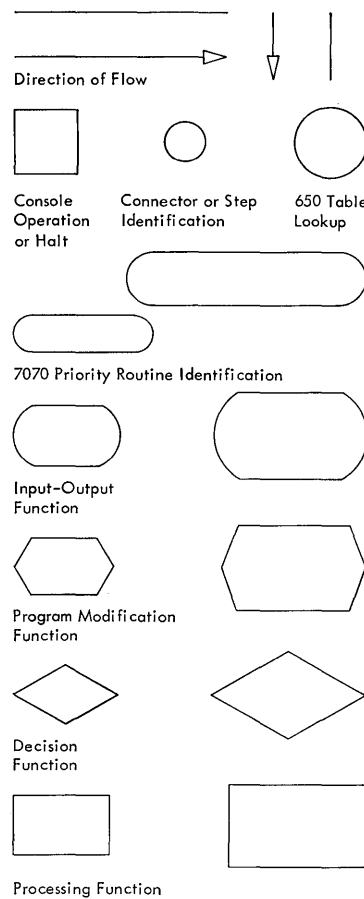 Direction of Flow
Console
Operation
or Halt
Connector or Step
Identification
650 Table
Lookup
7070 Priority Routine Identification
Input-Output
Function
Program Modification
Function
Decision
Function
Processing Function